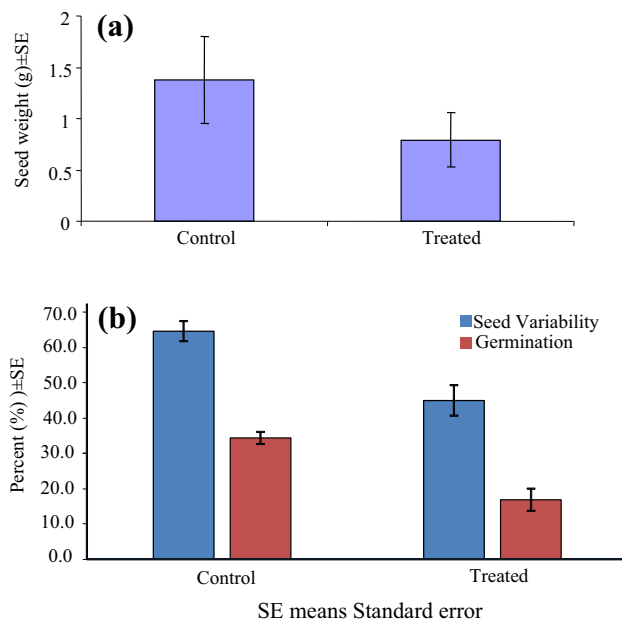 (a)
Seed weight (g)±SE
2
1.5
1
0.5
0
Control Treated
(b)
Seed Variability
Germination
Percent (%) )±SE
70.0
60.0
50.0
40.0
30.0
20.0
10.0
0.0
Control Treated
SE means Standard error